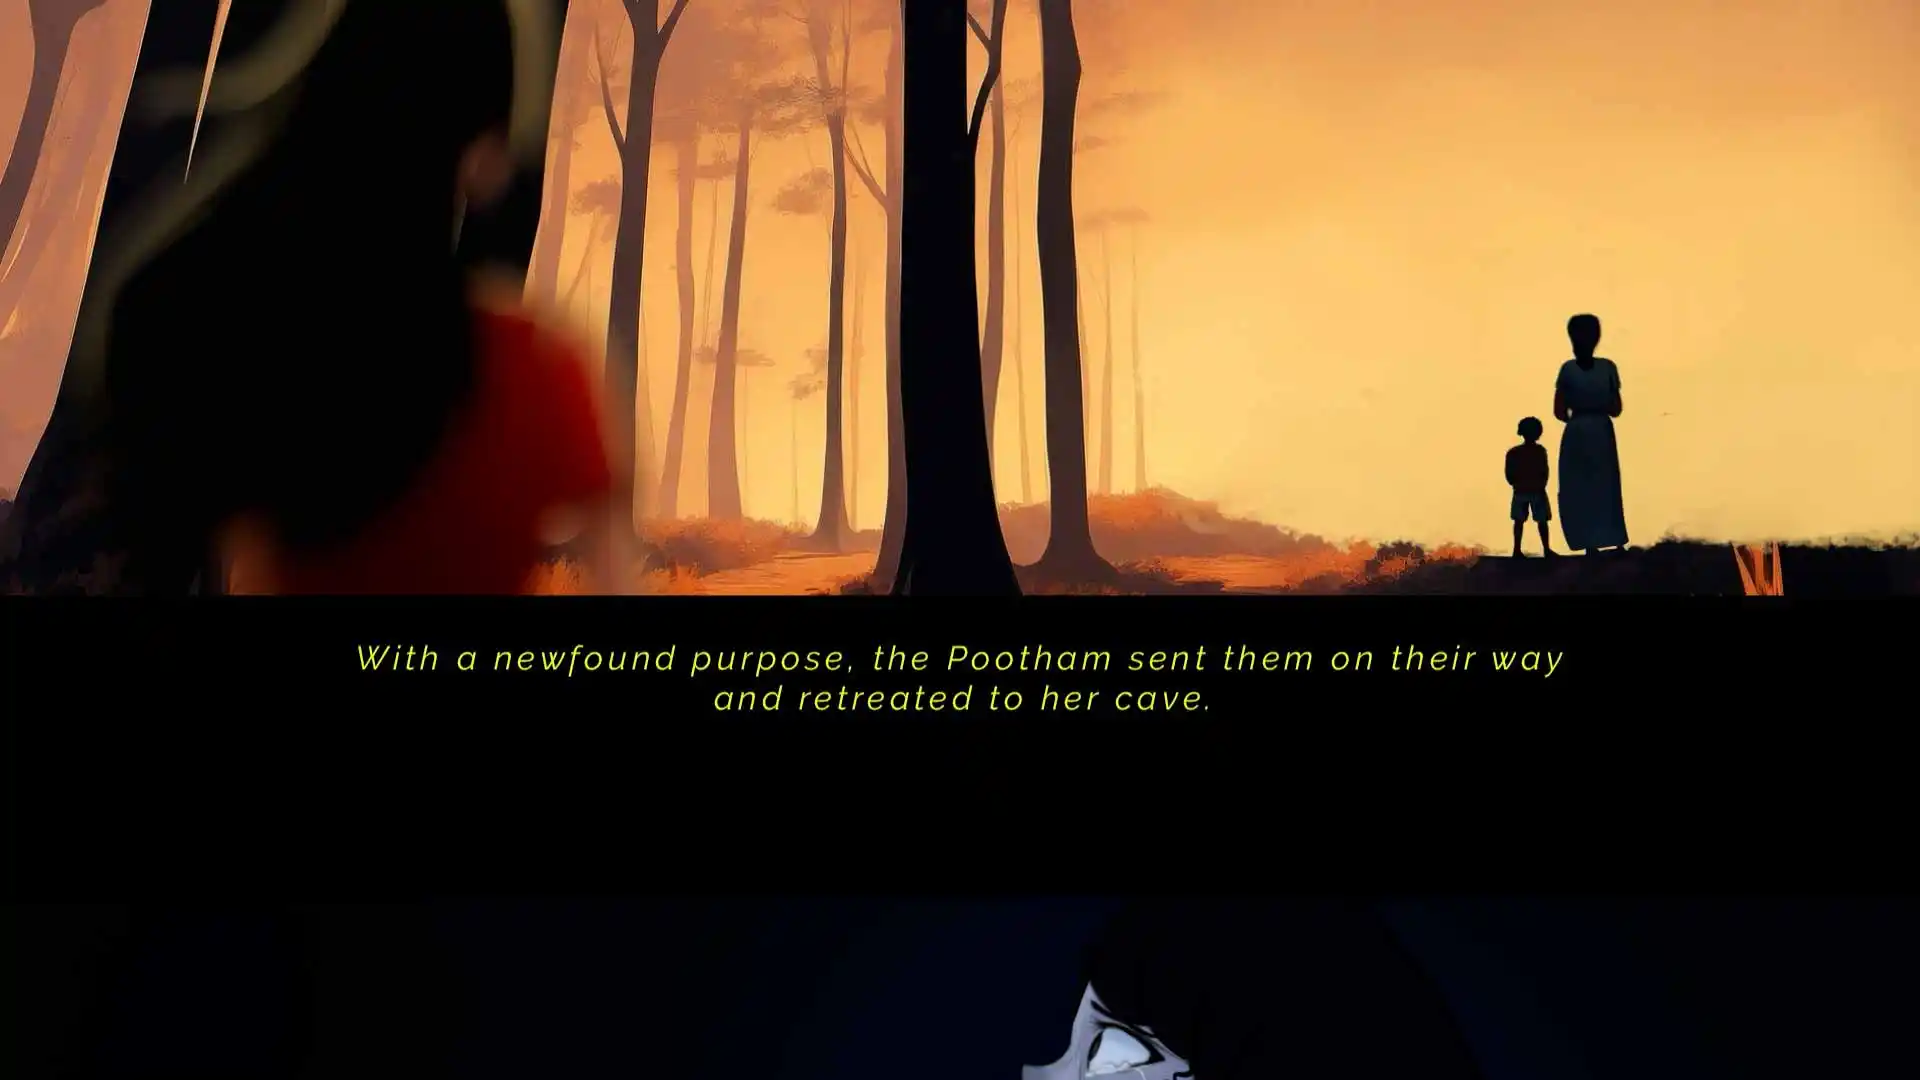 With a newfound purpose, the Pootham sent them on their way
and retreated to her cave.